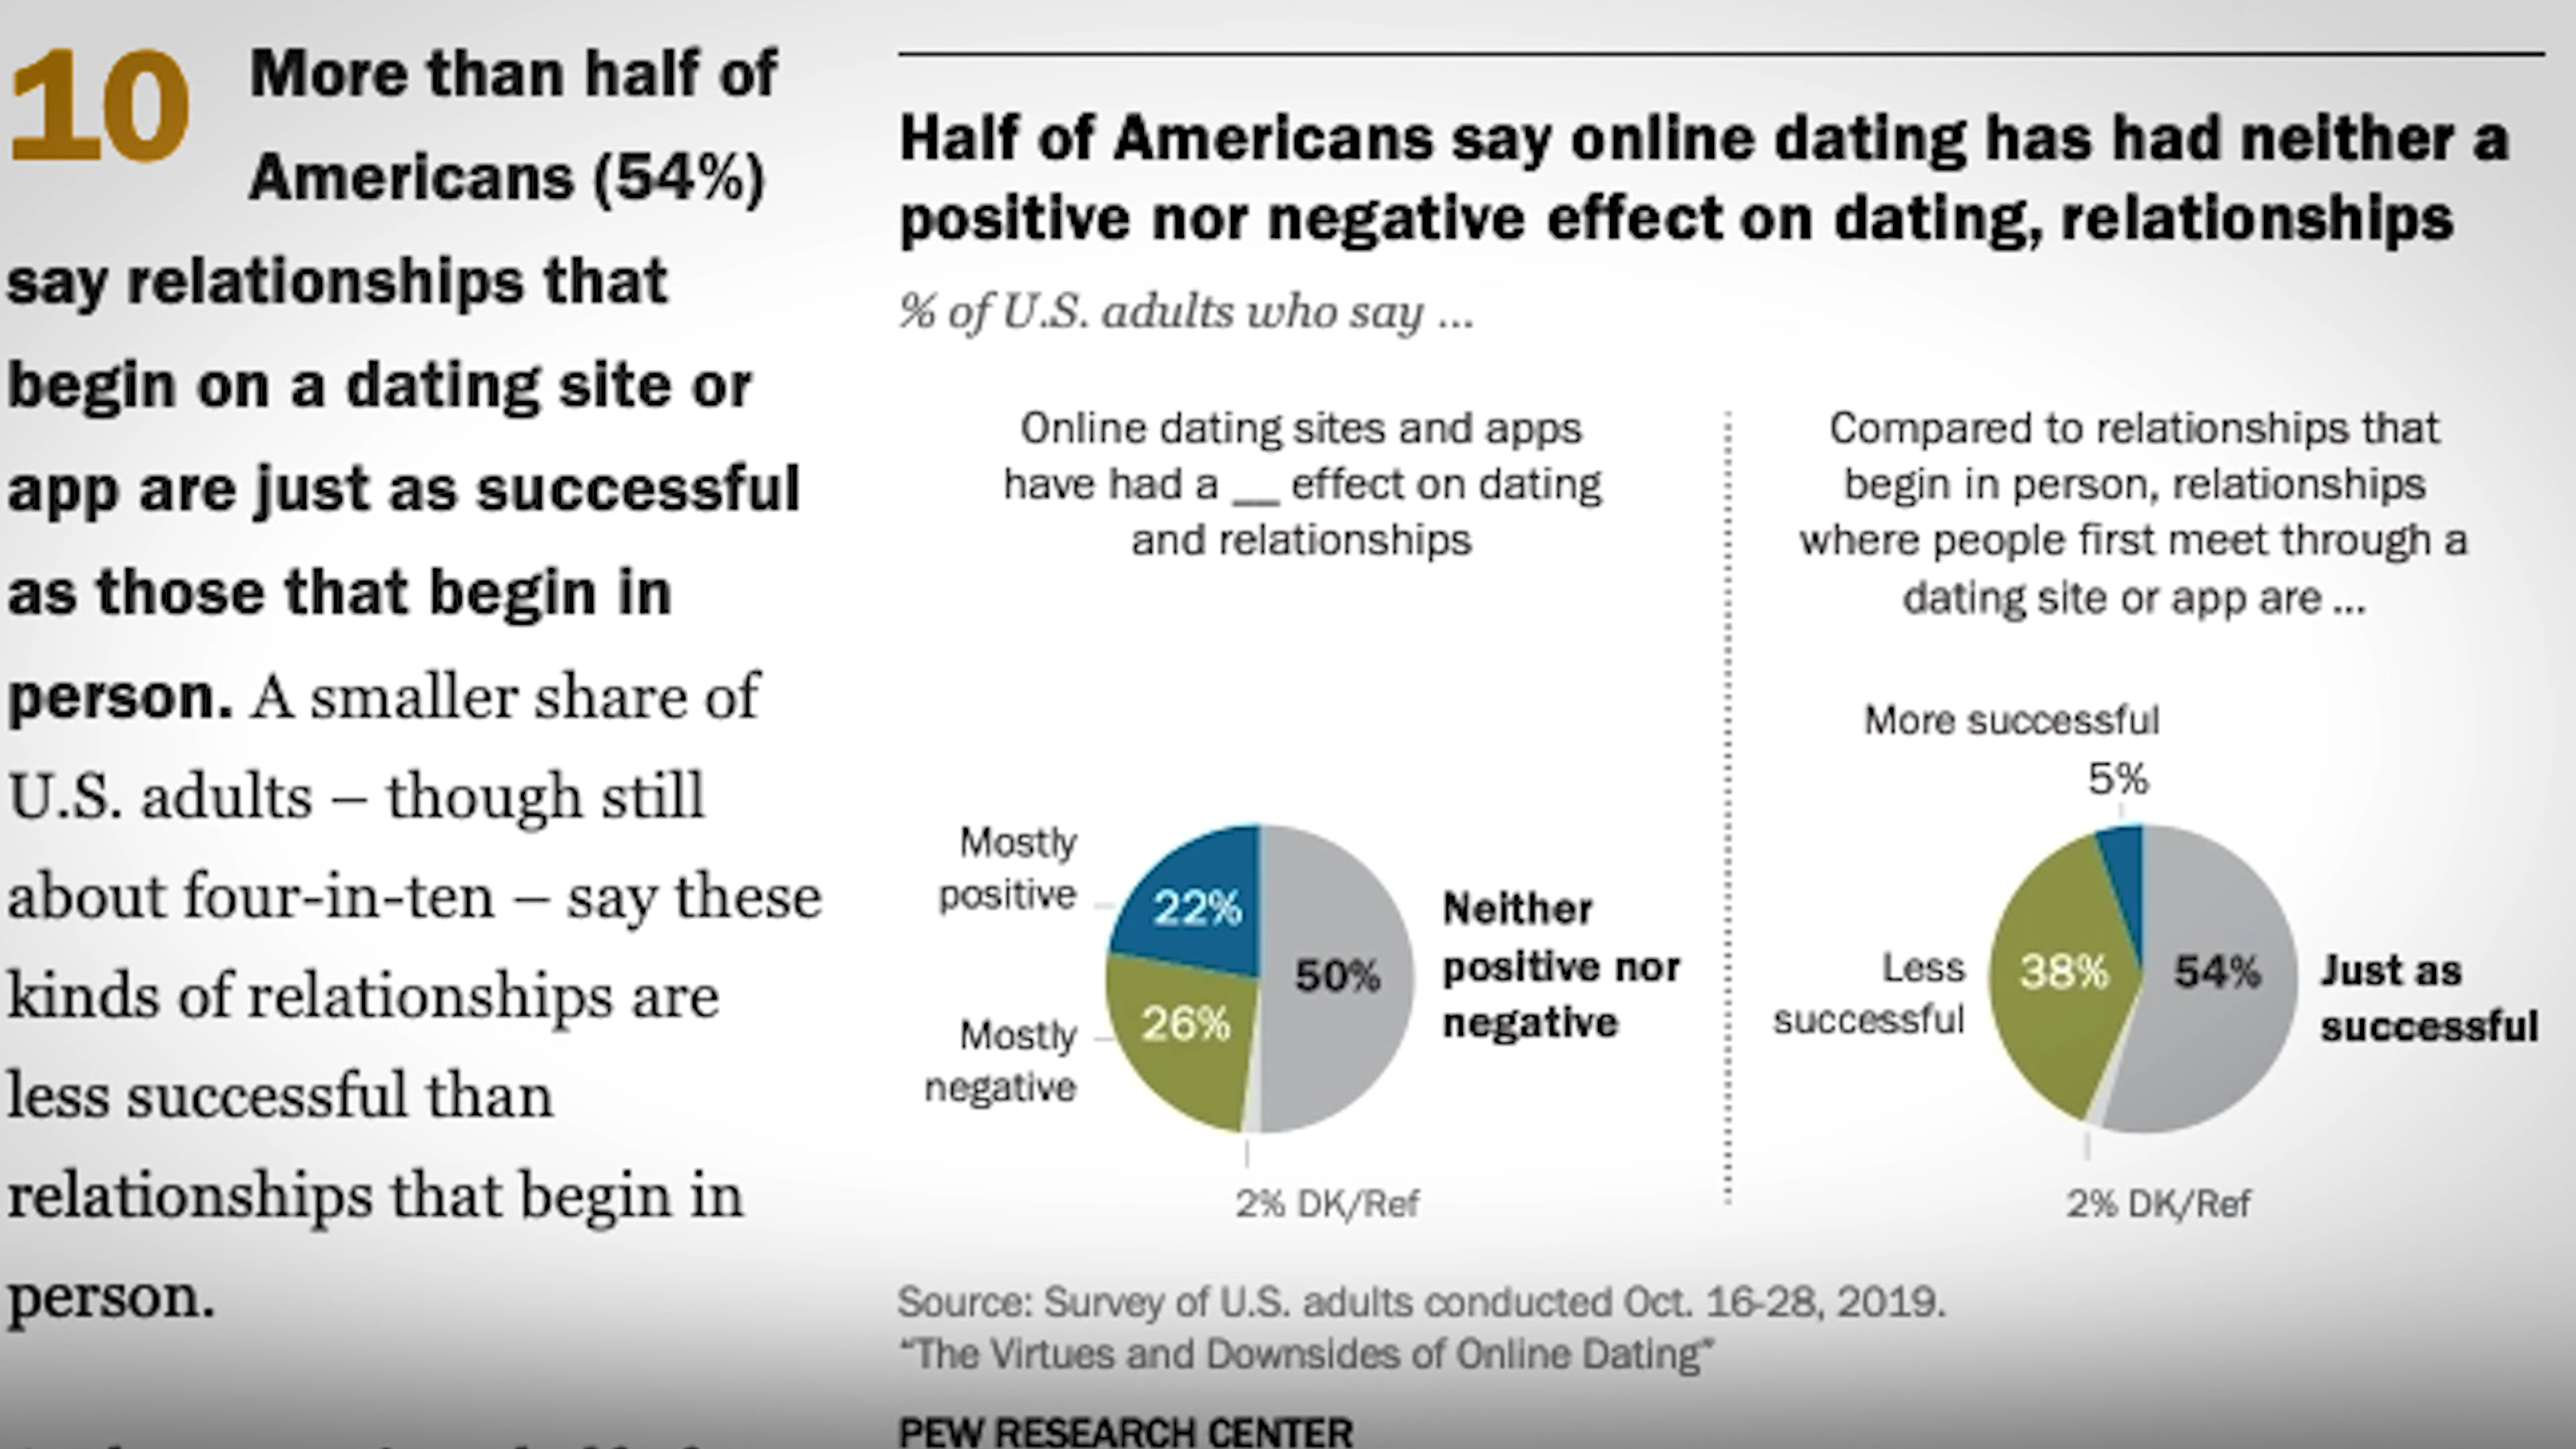 10
More than half of
Americans (54%)
say relationships that
begin on a dating site or
app are just as successful
as those that begin in
person. A smaller share of
U.S. adults – though still
about four-in-ten – say these
kinds of relationships are
less successful than
relationships that begin in
person.
Half of Americans say online dating has had neither a
positive nor negative effect on dating, relationships
% of U.S. adults who say ...
Online dating sites and apps
have had a __ effect on dating
and relationships
Mostly
positive
22%
Mostly
negative
26%
50%
Neither
positive nor
negative
2% DK/Ref
Compared to relationships that
begin in person, relationships
where people first meet through a
dating site or app are ...
More successful
5%
Less
successful
38%
54%
Just as
successful
2% DK/Ref
Source: Survey of U.S. adults conducted Oct. 16-28, 2019.
“The Virtues and Downsides of Online Dating”
PEW RESEARCH CENTER